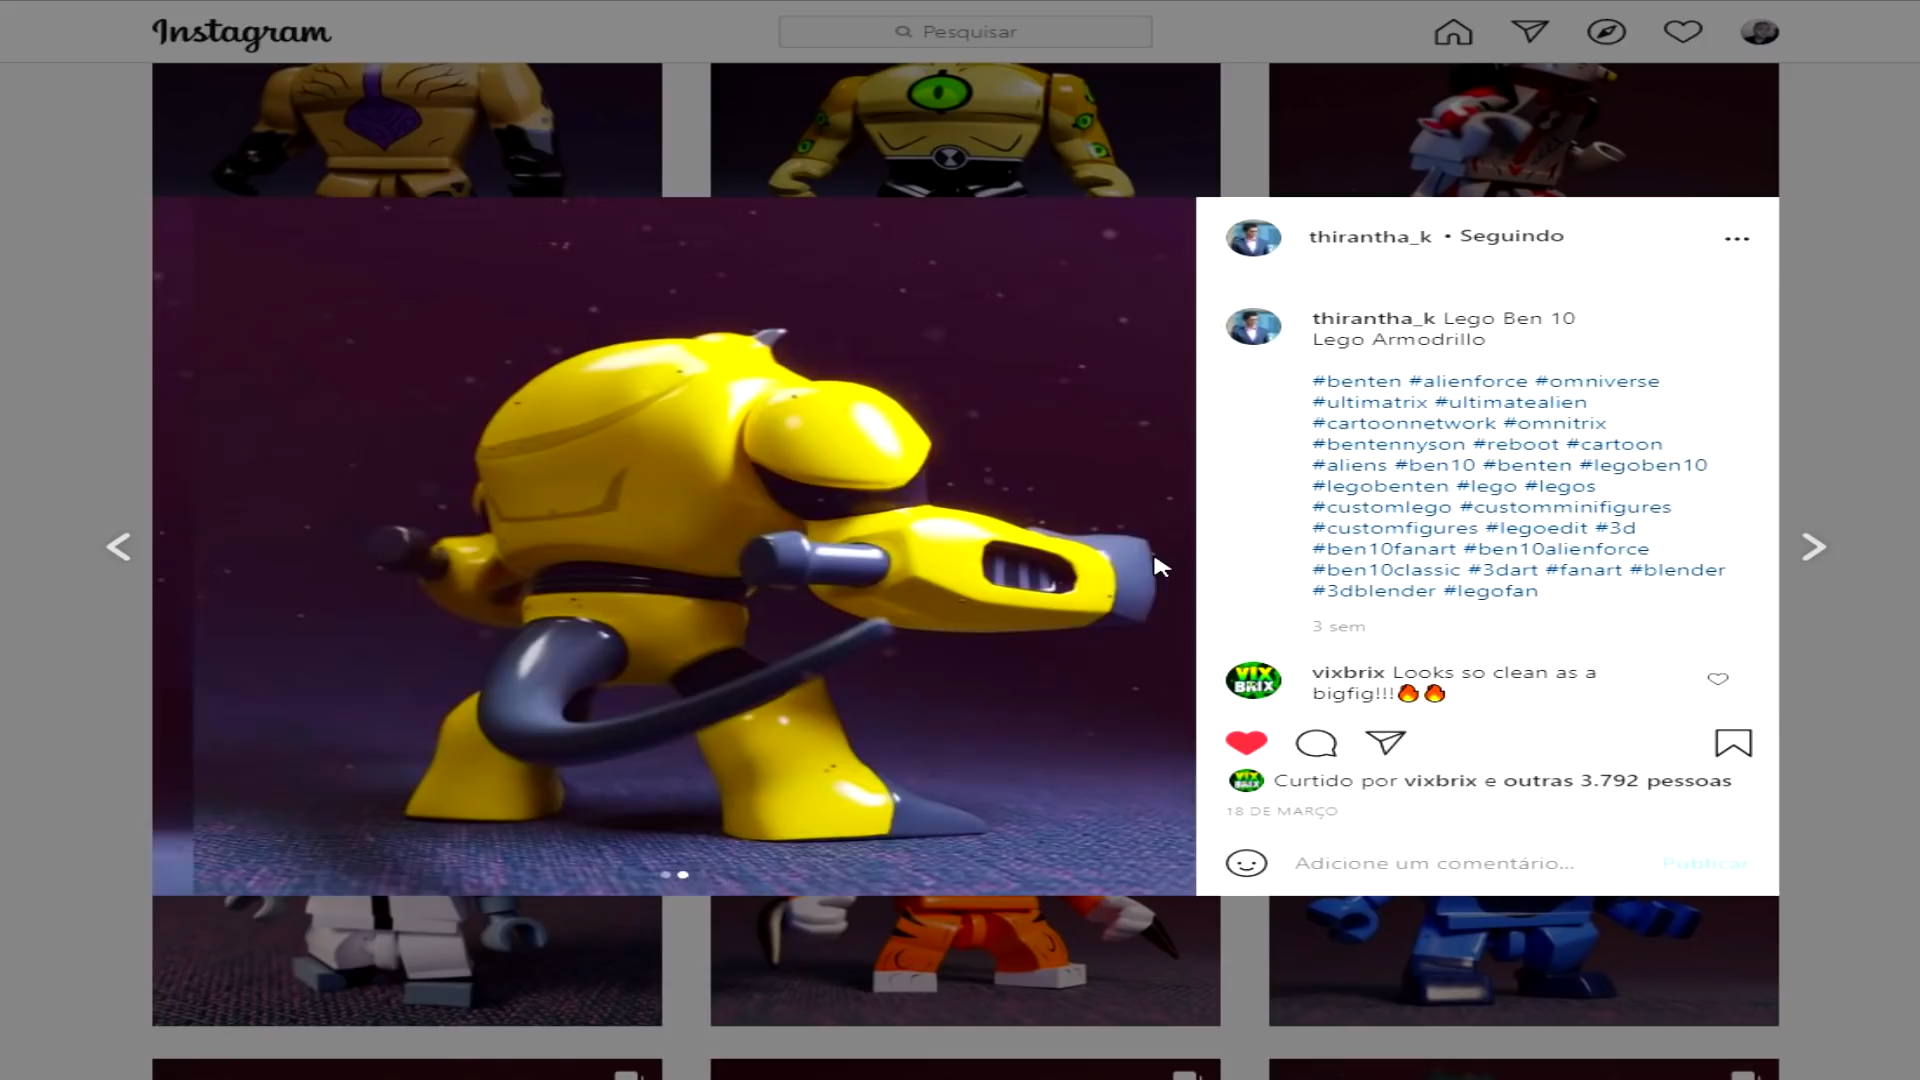 Instagram
Pesquisar
thirantha_k • Seguindo
thirantha_k Lego Ben 10
Lego Armodrillo
#benten #alienforce #omniverse
#ultimatrix #ultimatealien
#cartoonnetwork #omnitrix
#bentennyson #reboot #cartoon
#aliens #ben10 #benten #legoben10
#legobenten #lego #legos
#customlego #customminifigures
#customfigures #legoedit #3d
#ben10fanart #ben10alienforce
#ben10classic #3dart #fanart #blender
#3dblender #legofan
3 sem
VIX
BRIX
vixbrix Looks so clean as a
bigfig!!!🔥🔥
Curtido por vixbrix e outras 3.792 pessoas
18 DE MARÇO
Adicione um comentário...
Publicar